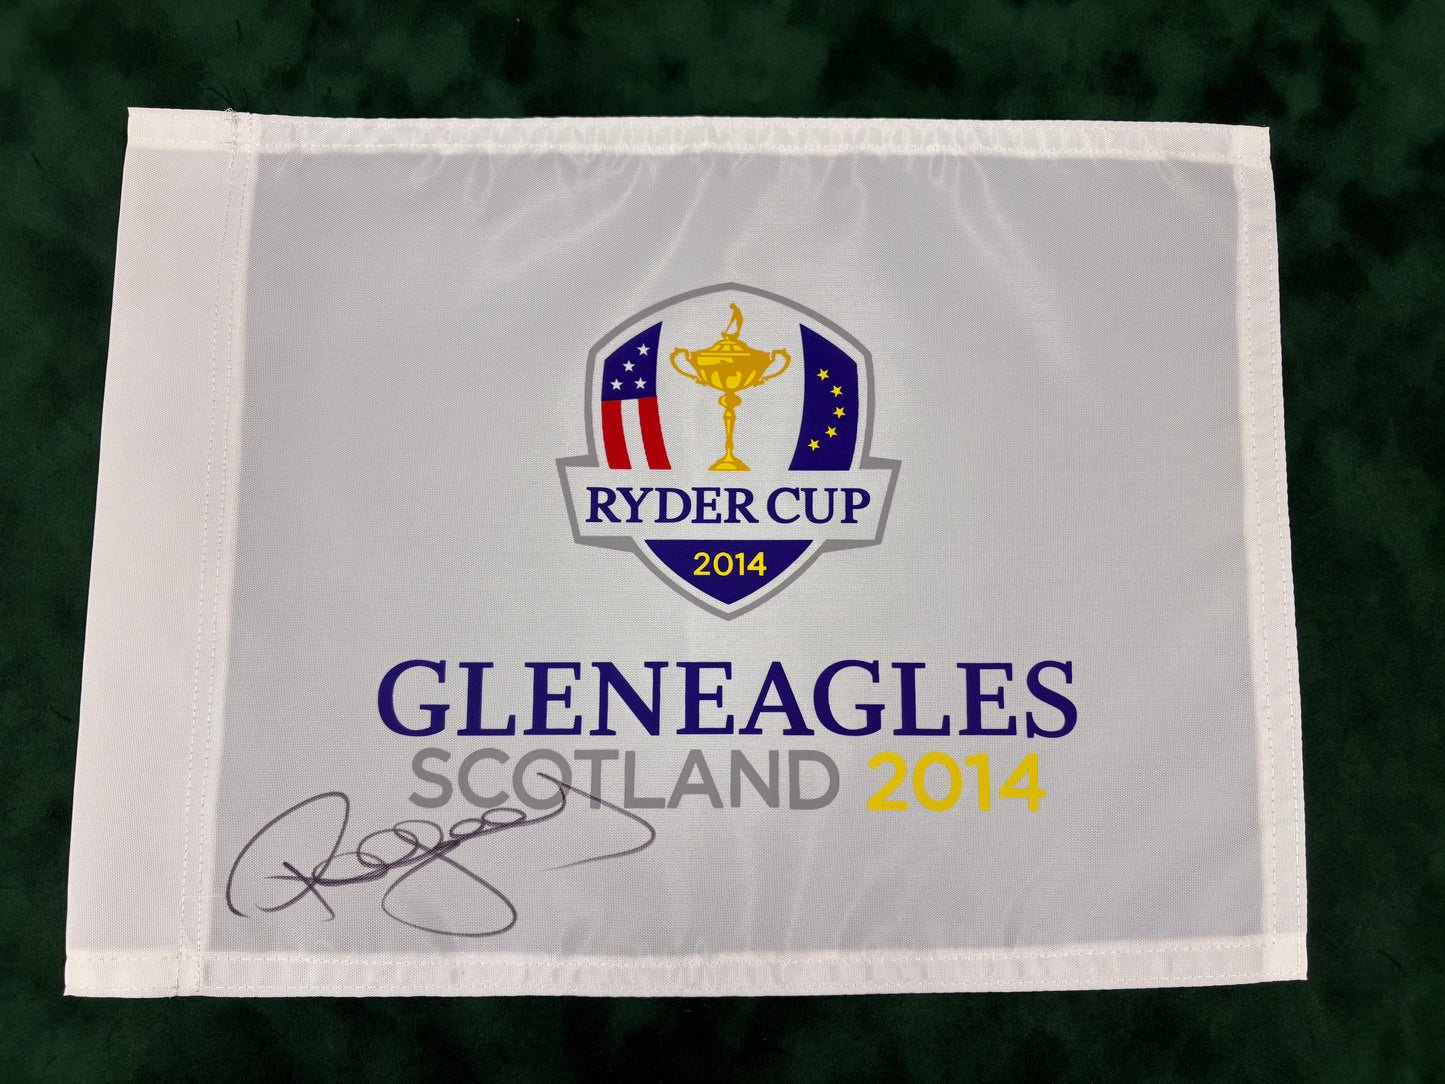 RYDER CUP
2014
GLENEAGLES
SCOTLAND 2014